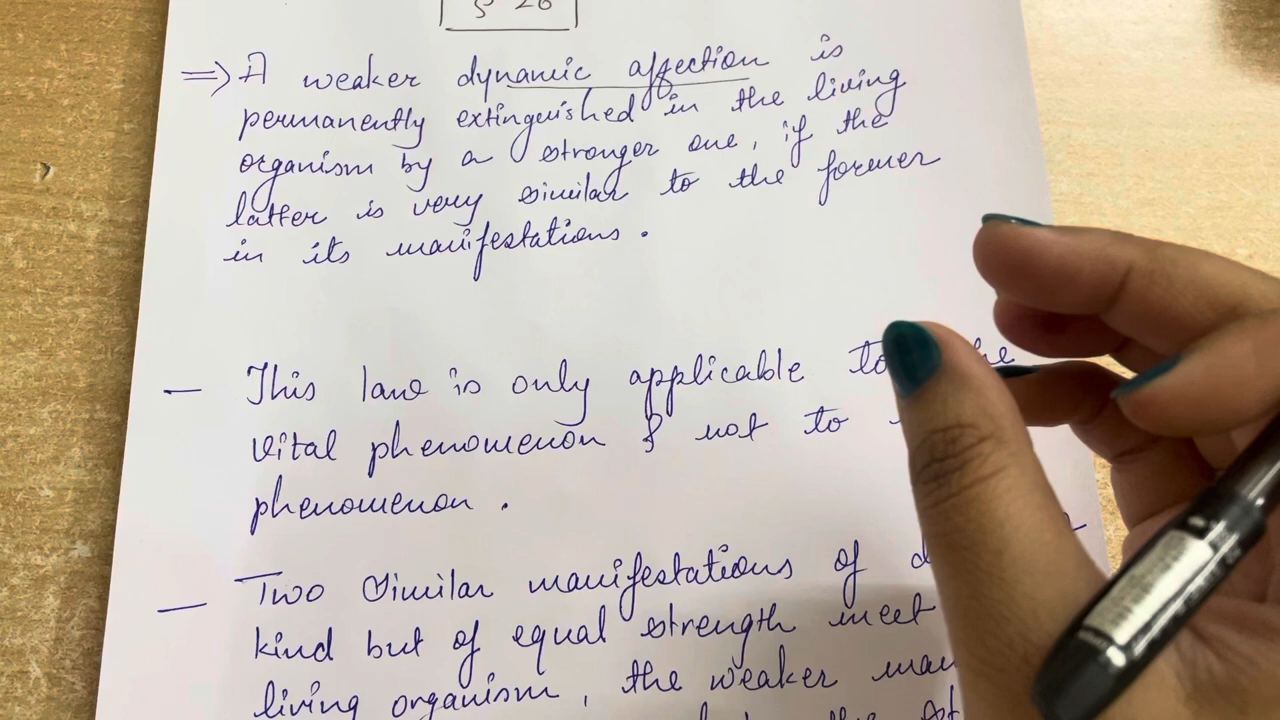 § 26
⇒ A weaker dynamic affection is
permanently extinguished in the living
organism by a stronger one, if the
latter is very similar to the former
in its manifestations.
- This law is only applicable to
vital phenomenon & not to
phenomenon.
- Two Similar manifestations of
kind but of equal strength meet
living organism, the weaker